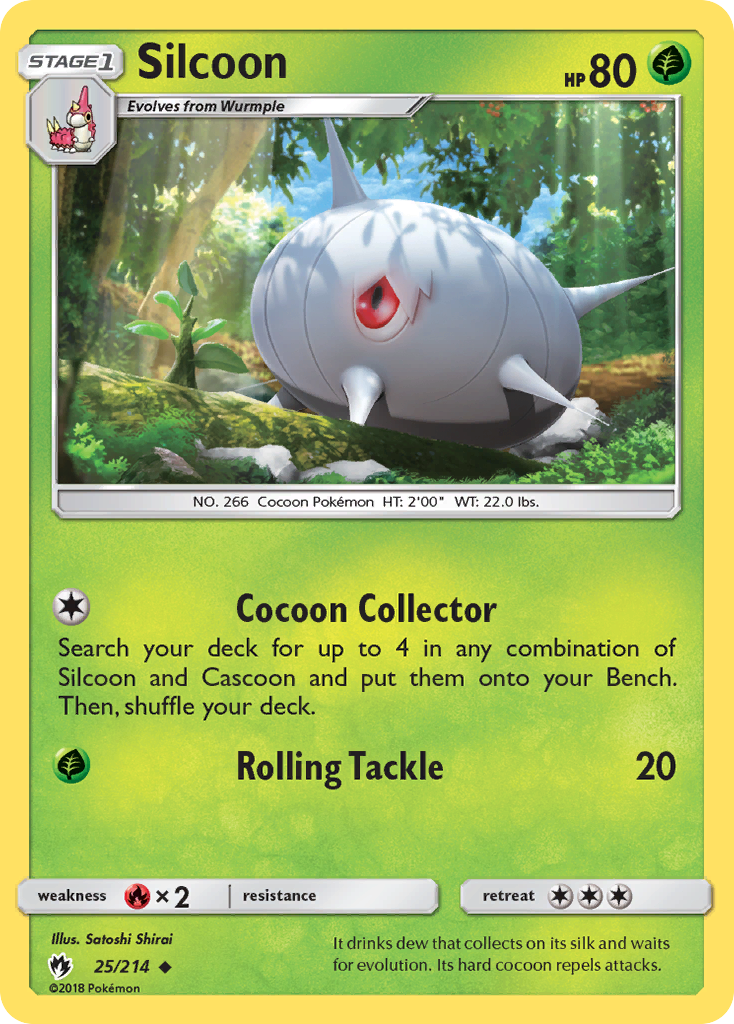 STAGE1
Silcoon
HP 80
Evolves from Wurmple
NO. 266 Cocoon Pokémon HT: 2'00" WT: 22.0 lbs.
Cocoon Collector
Search your deck for up to 4 in any combination of
Silcoon and Cascoon and put them onto your Bench.
Then, shuffle your deck.
Rolling Tackle 20
weakness ×2 resistance retreat
Illus. Satoshi Shirai
25/214
©2018 Pokémon
It drinks dew that collects on its silk and waits
for evolution. Its hard cocoon repels attacks.